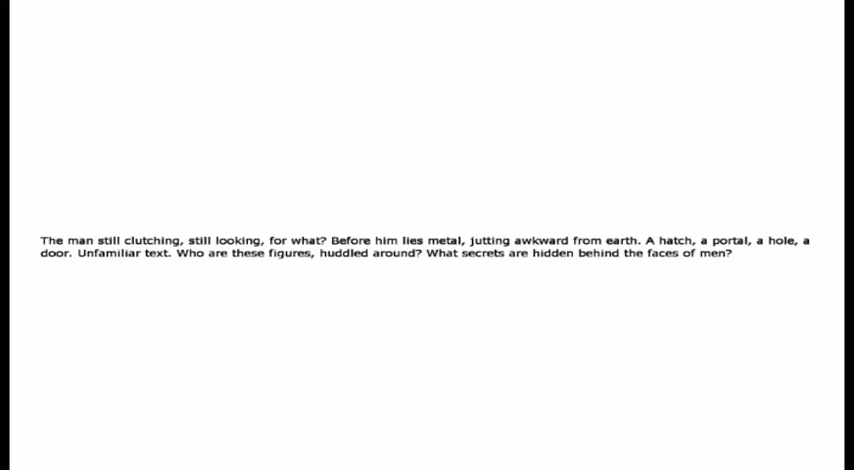 The man still clutching, still looking, for what? Before him lies metal, jutting awkward from earth. A hatch, a portal, a hole, a
door. Unfamiliar text. Who are these figures, huddled around? What secrets are hidden behind the faces of men?